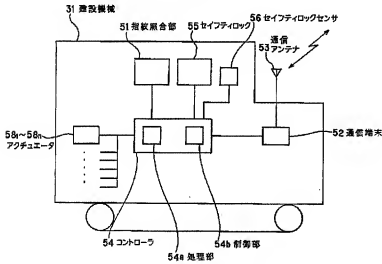 31 建設機械
51 指紋照合部
55 セイフティロック
56 セイフティロックセンサ
通信
53 アンテナ
58₁~58n
アクチュエータ
52 通信端末
54 コントローラ
54a 処理部
54b 制御部